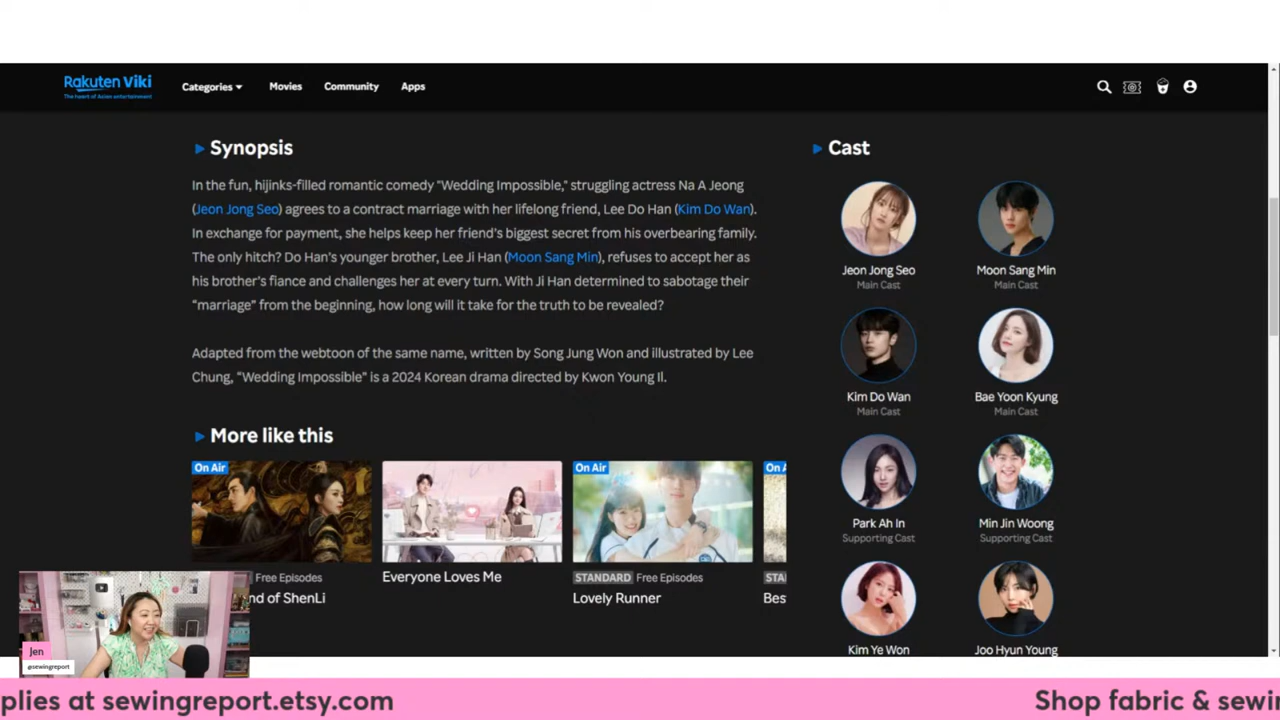 Rakuten Viki
The heart of Asian entertainment
Categories
Movies
Community
Apps
Synopsis
In the fun, hijinks-filled romantic comedy “Wedding Impossible,” struggling actress Na A Jeong
(Jeon Jong Seo) agrees to a contract marriage with her lifelong friend, Lee Do Han (Kim Do Wan).
In exchange for payment, she helps keep her friend’s biggest secret from his overbearing family.
The only hitch? Do Han’s younger brother, Lee Ji Han (Moon Sang Min), refuses to accept her as
his brother’s fiance and challenges her at every turn. With Ji Han determined to sabotage their
“marriage” from the beginning, how long will it take for the truth to be revealed?
Adapted from the webtoon of the same name, written by Song Jung Won and illustrated by Lee
Chung, “Wedding Impossible” is a 2024 Korean drama directed by Kwon Young Il.
More like this
On Air
On Air
On A
Free Episodes
nd of ShenLi
Everyone Loves Me
STANDARD Free Episodes
Lovely Runner
STA
Bes
Cast
Jeon Jong Seo
Main Cast
Moon Sang Min
Main Cast
Kim Do Wan
Main Cast
Bae Yoon Kyung
Main Cast
Park Ah In
Supporting Cast
Min Jin Woong
Supporting Cast
Kim Ye Won
Joo Hyun Young
Jen
@sewingreport
plies at sewingreport.etsy.com
Shop fabric & sewin